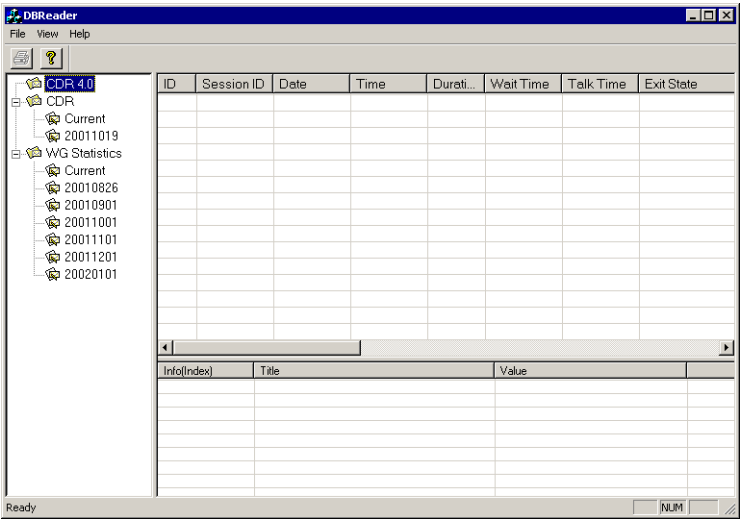 DBReader
File View Help
CDR 4.0
CDR
Current
20011019
WG Statistics
Current
20010826
20010901
20011001
20011101
20011201
20020101
ID Session ID Date Time Durati... Wait Time Talk Time Exit State
Info(Index) Title Value
Ready NUM